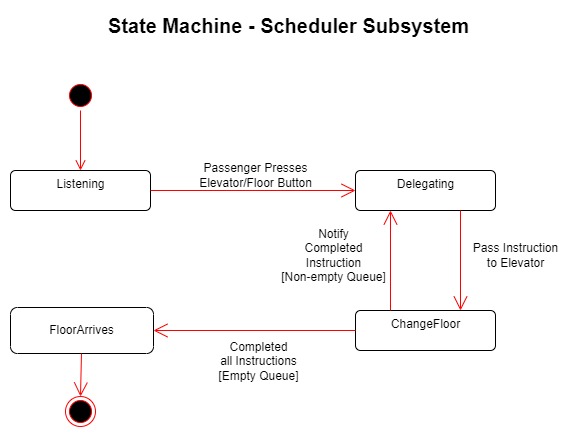 State Machine - Scheduler Subsystem
Passenger Presses
Elevator/Floor Button
Listening
Delegating
Notify
Completed
Instruction
[Non-empty Queue]
Pass Instruction
to Elevator
FloorArrives
ChangeFloor
Completed
all Instructions
[Empty Queue]